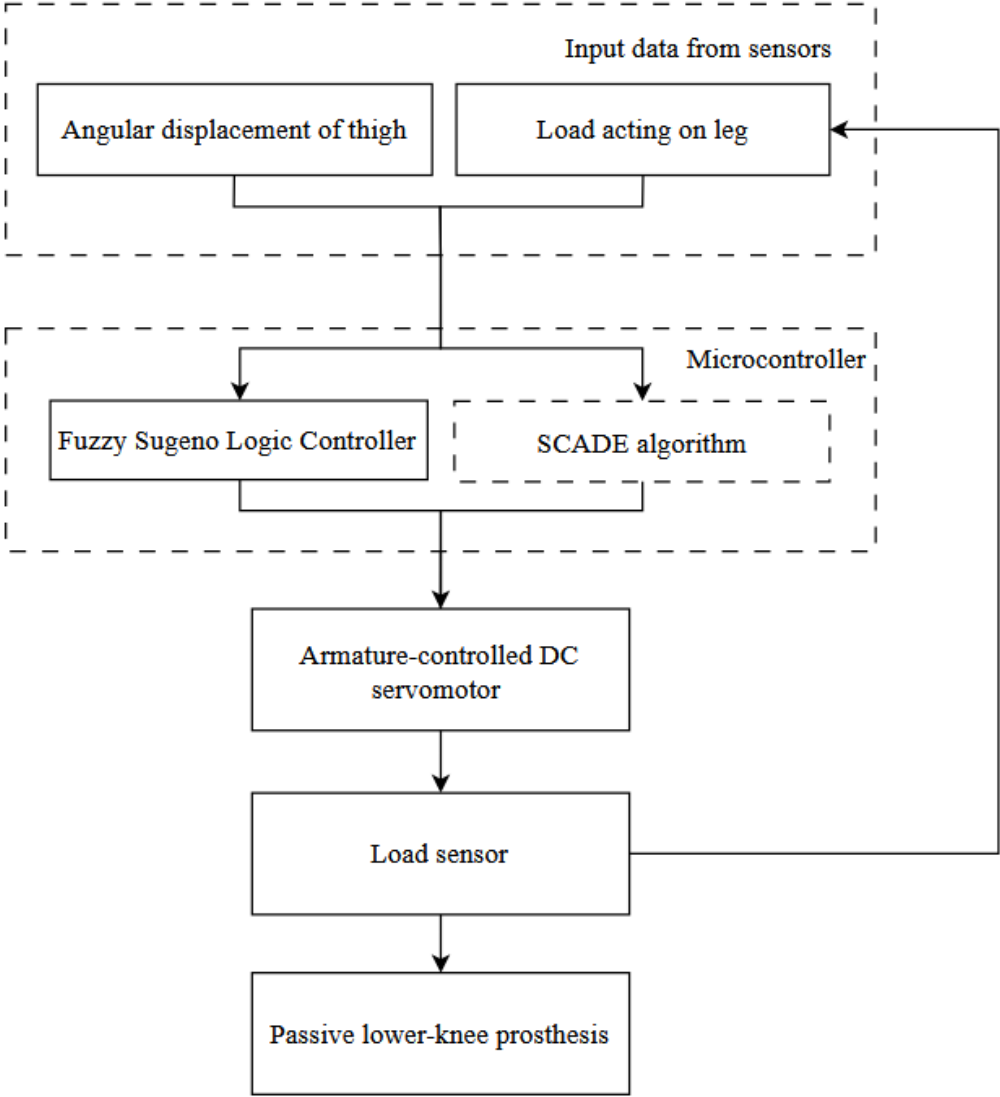 Input data from sensors
Angular displacement of thigh
Load acting on leg
Microcontroller
Fuzzy Sugeno Logic Controller
SCADE algorithm
Armature-controlled DC
servomotor
Load sensor
Passive lower-knee prosthesis